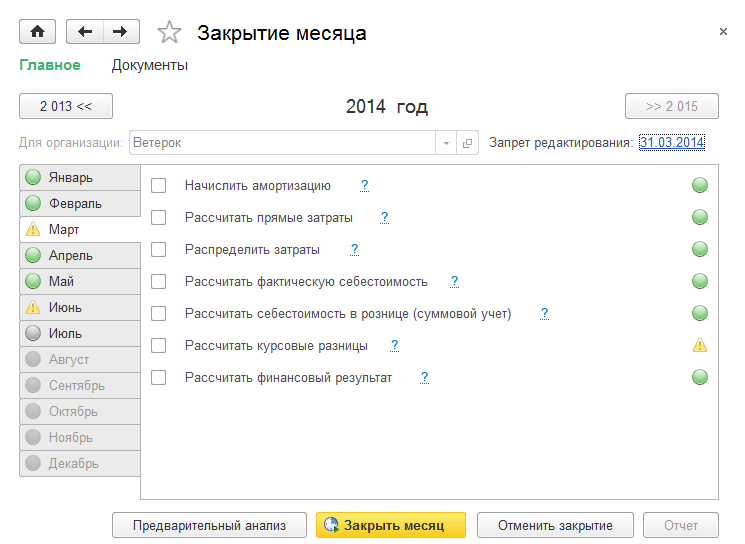 Закрытие месяца
×
Главное Документы
2 013 << 2014 год >> 2 015
Для организации: Ветерок Запрет редактирования: 31.03.2014
Январь
Февраль
Март
Апрель
Май
Июнь
Июль
Август
Сентябрь
Октябрь
Ноябрь
Декабрь
Начислить амортизацию ?
Рассчитать прямые затраты ?
Распределить затраты ?
Рассчитать фактическую себестоимость ?
Рассчитать себестоимость в рознице (суммовой учет) ?
Рассчитать курсовые разницы ?
Рассчитать финансовый результат ?
Предварительный анализ Закрыть месяц Отменить закрытие Отчет